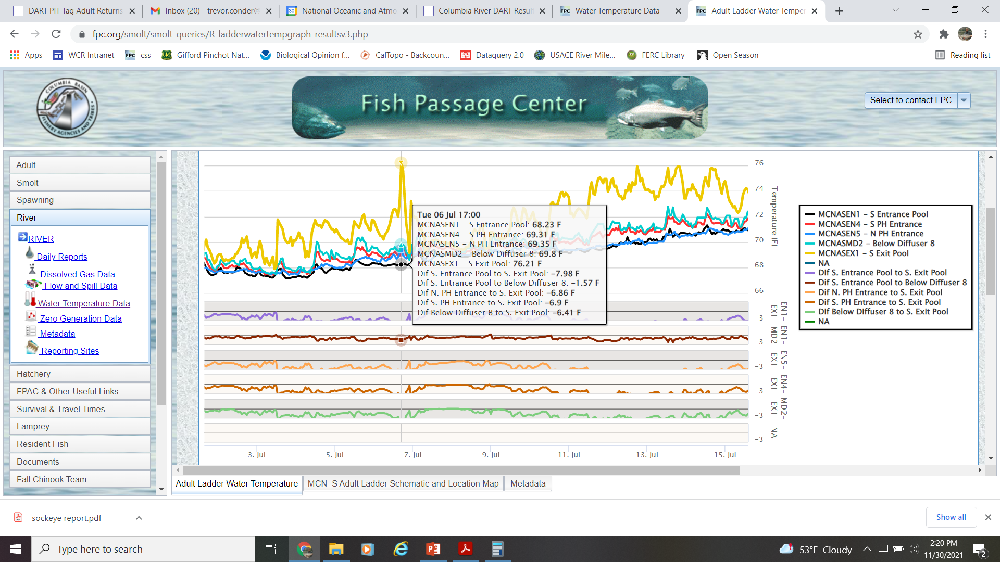 DART PIT Tag Adult Returns
Inbox (20) - trevor.conder@
National Oceanic and Atmo
Columbia River DART Resul
FPC Water Temperature Data
FPC Adult Ladder Water Temper
fpc.org/smolt/smolt_queries/R_ladderwatertempgraph_resultsv3.php
Apps
WCR Intranet
FPC css
Gifford Pinchot Nat...
Biological Opinion f...
CalTopo - Backcoun...
Dataquery 2.0
USACE River Mile...
FERC Library
Open Season
Reading list
COLUMBIA BASIN
FISHERY AGENCIES AND TRIBES
Fish Passage Center
Select to contact FPC
Adult
Smolt
Spawning
River
RIVER
Daily Reports
Dissolved Gas Data
Flow and Spill Data
Water Temperature Data
Zero Generation Data
Metadata
Reporting Sites
Hatchery
FPAC & Other Useful Links
Survival & Travel Times
Lamprey
Resident Fish
Documents
Fall Chinook Team
76
74
72
70
68
66
Temperature (F)
Tue 06 Jul 17:00
MCNASEN1 - S Entrance Pool: 68.23 F
MCNASEN4 - S PH Entrance: 69.31 F
MCNASEN5 - N PH Entrance: 69.35 F
MCNASMD2 - Below Diffuser 8: 69.8 F
MCNASEX1 - S Exit Pool: 76.21 F
Dif S. Entrance Pool to S. Exit Pool: -7.98 F
Dif S. Entrance Pool to Below Diffuser 8: -1.57 F
Dif N. PH Entrance to S. Exit Pool: -6.86 F
Dif S. PH Entrance to S. Exit Pool: -6.9 F
Dif Below Diffuser 8 to S. Exit Pool: -6.41 F
MCNASEN1 - S Entrance Pool
MCNASEN4 - S PH Entrance
MCNASEN5 - N PH Entrance
MCNASMD2 - Below Diffuser 8
MCNASEX1 - S Exit Pool
NA
Dif S. Entrance Pool to S. Exit Pool
Dif S. Entrance Pool to Below Diffuser 8
Dif N. PH Entrance to S. Exit Pool
Dif S. PH Entrance to S. Exit Pool
Dif Below Diffuser 8 to S. Exit Pool
NA
-3
EN1-
EX1
-3
EN1-
MD2
-3
EN5-
EX1
-3
EN4-
EX1
-3
MD2-
EX1
-3
NA
3. Jul
5. Jul
7. Jul
9. Jul
11. Jul
13. Jul
15. Jul
Adult Ladder Water Temperature
MCN_S Adult Ladder Schematic and Location Map
Metadata
sockeye report.pdf
Show all
Type here to search
53°F Cloudy
2:20 PM
11/30/2021
2